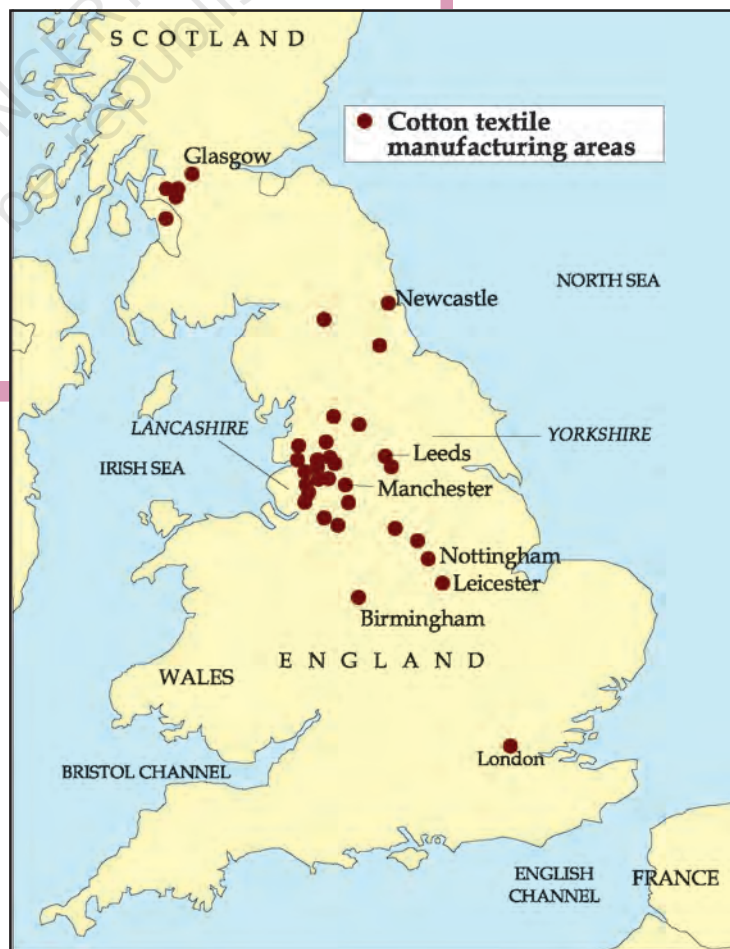 SCOTLAND
Cotton textile
manufacturing areas
Glasgow
Newcastle
NORTH SEA
LANCASHIRE
YORKSHIRE
IRISH SEA
Leeds
Manchester
Nottingham
Leicester
Birmingham
ENGLAND
WALES
London
BRISTOL CHANNEL
ENGLISH
CHANNEL
FRANCE